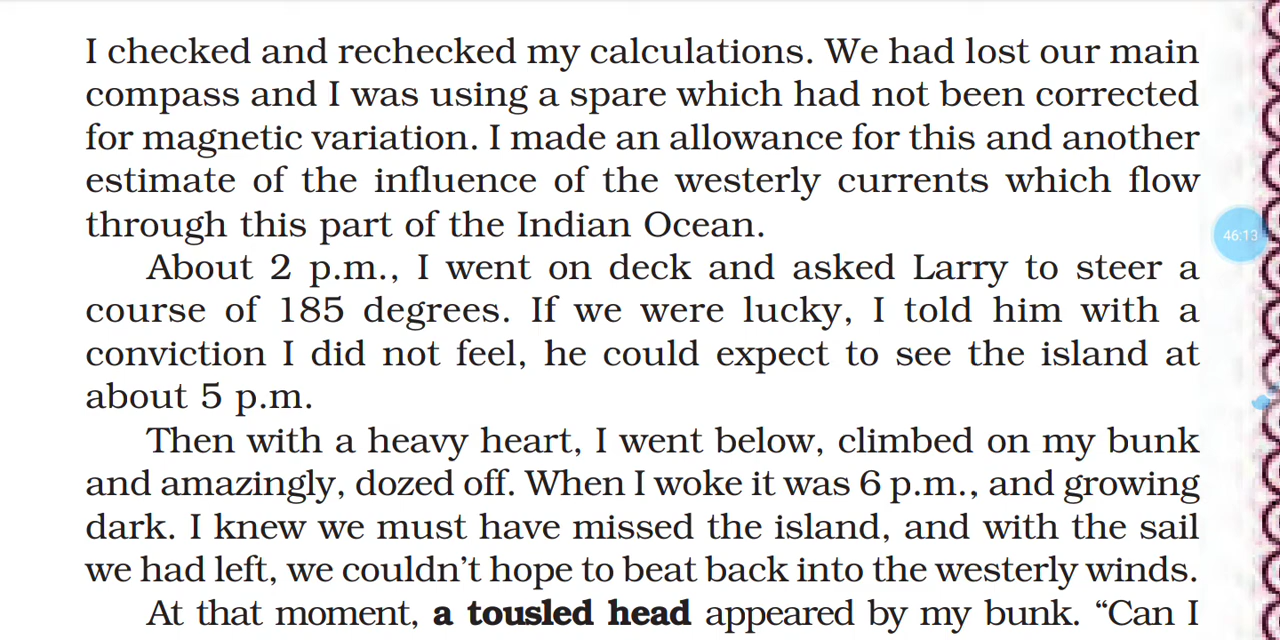 I checked and rechecked my calculations. We had lost our main
compass and I was using a spare which had not been corrected
for magnetic variation. I made an allowance for this and another
estimate of the influence of the westerly currents which flow
through this part of the Indian Ocean.
46:13
About 2 p.m., I went on deck and asked Larry to steer a
course of 185 degrees. If we were lucky, I told him with a
conviction I did not feel, he could expect to see the island at
about 5 p.m.
Then with a heavy heart, I went below, climbed on my bunk
and amazingly, dozed off. When I woke it was 6 p.m., and growing
dark. I knew we must have missed the island, and with the sail
we had left, we couldn’t hope to beat back into the westerly winds.
At that moment, a tousled head appeared by my bunk. “Can I